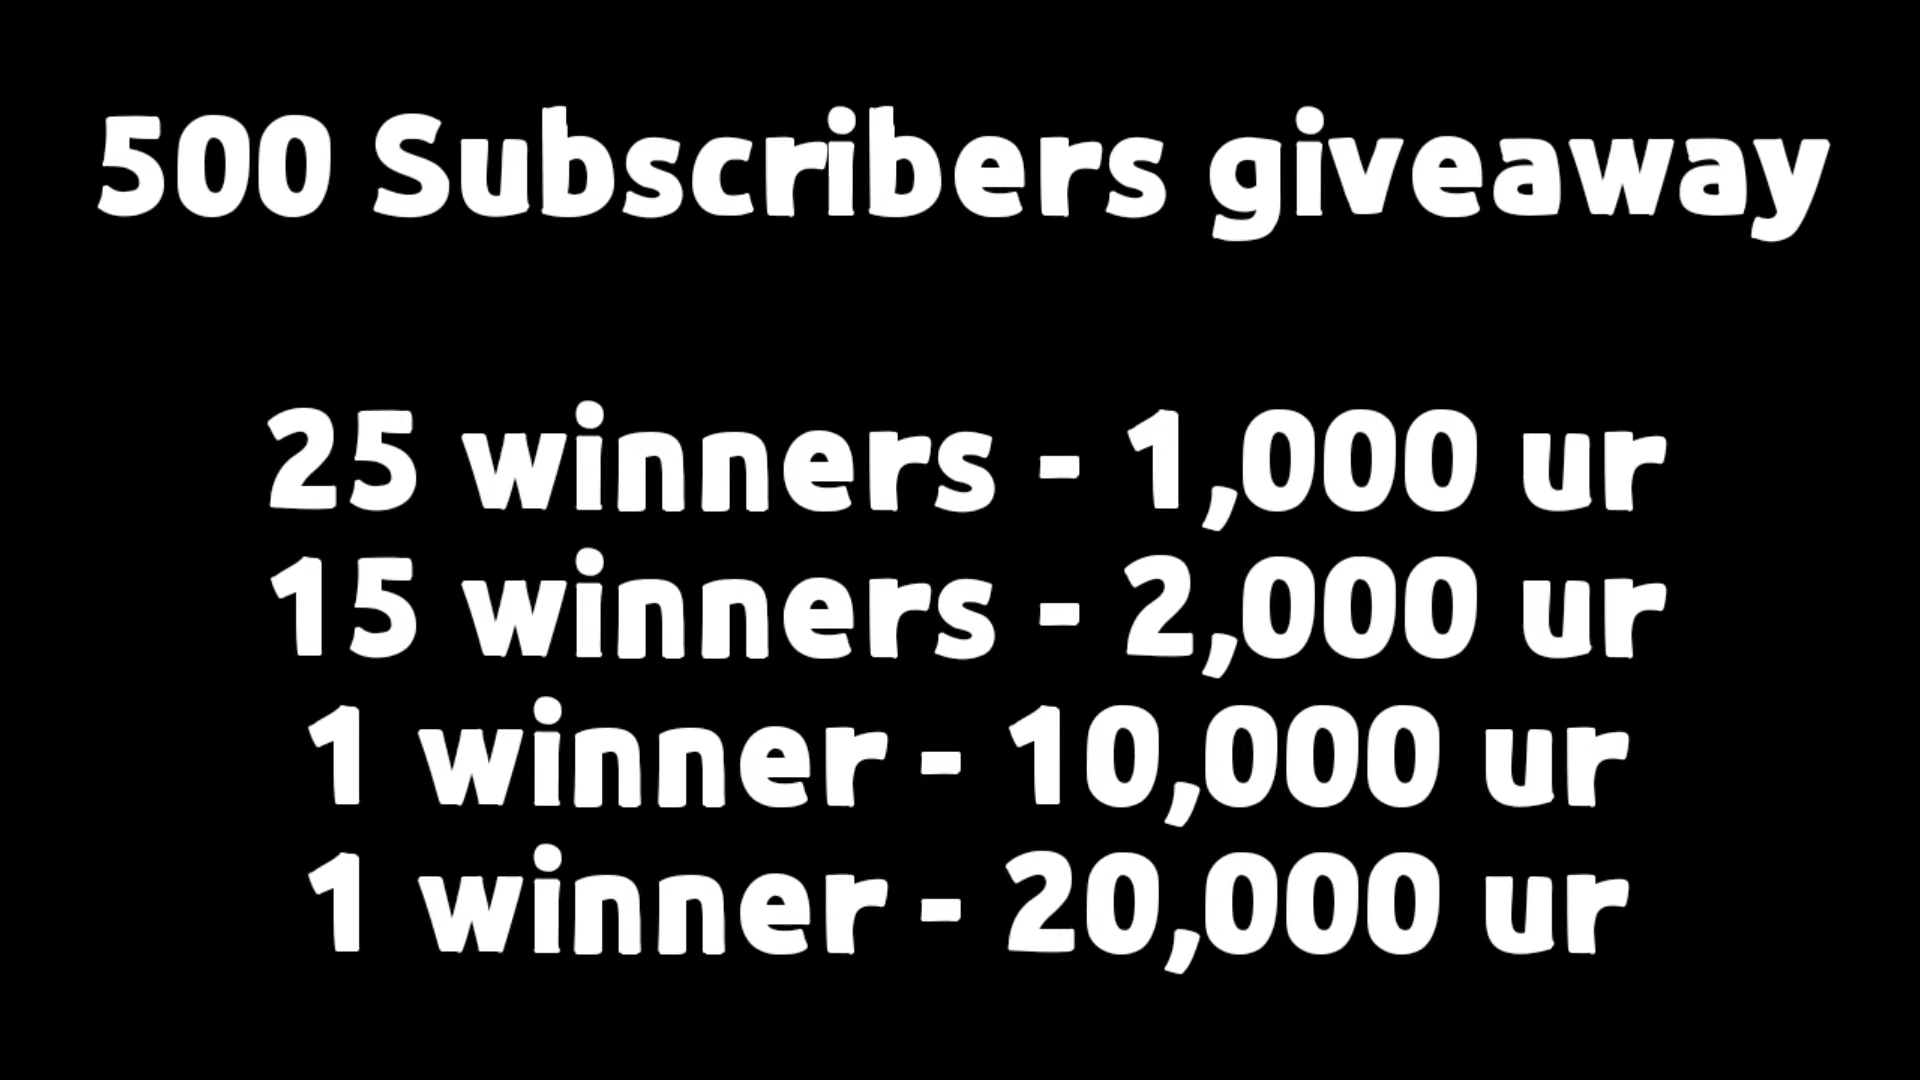 500 Subscribers giveaway
25 winners - 1,000 ur
15 winners - 2,000 ur
1 winner - 10,000 ur
1 winner - 20,000 ur